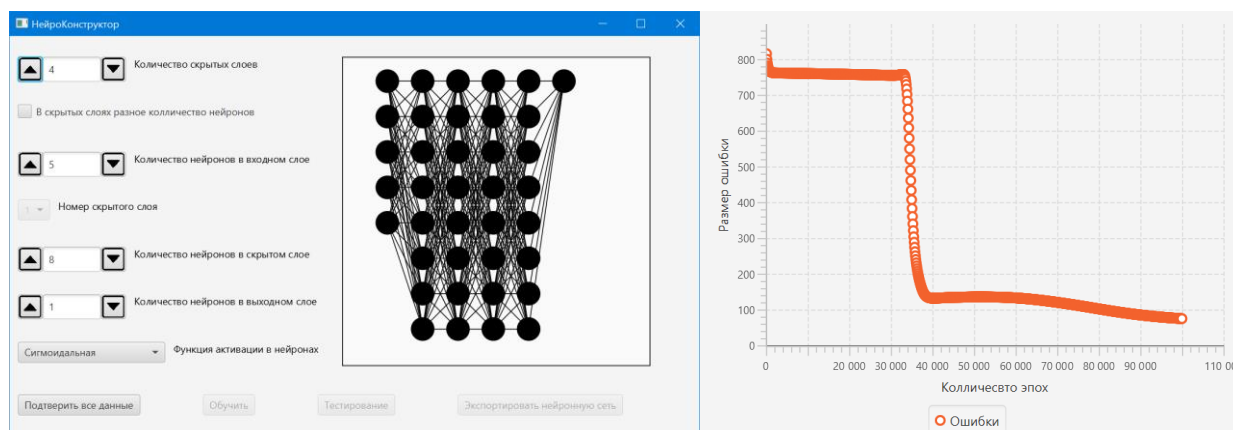 НейроКонструктор
4
Количество скрытых слоев
В скрытых слоях разное колличество нейронов
5
Количество нейронов в входном слое
1
Номер скрытого слоя
8
Количество нейронов в скрытом слое
1
Количество нейронов в выходном слое
Сигмоидальная
Функция активации в нейронах
Подтверить все данные
Обучить
Тестирование
Экспортировать нейронную сеть
Размер ошибки
800
700
600
500
400
300
200
100
0
0 20 000 30 000 40 000 50 000 60 000 70 000 80 000 90 000 110 00
Колличесвто эпох
Ошибки